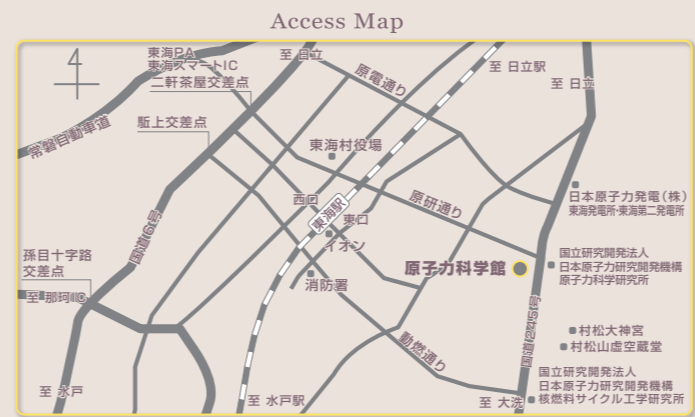 Access Map
東海PA
東海スマートIC
二軒茶屋交差点
駈上交差点
常磐自動車道
至 日立
原電通り
至 日立駅
至 日立
東海村役場
西口
東海駅
東口
イオン
消防署
原研通り
国道6号
孫目十字路
交差点
至 那珂IC
至 水戸
至 水戸駅
動燃通り
原子力科学館
日本原子力発電(株)
東海発電所・東海第二発電所
国立研究開発法人
日本原子力研究開発機構
原子力科学研究所
国道245号
村松大神宮
村松山虚空蔵堂
国立研究開発法人
日本原子力研究開発機構
核燃料サイクル工学研究所
至 大洗